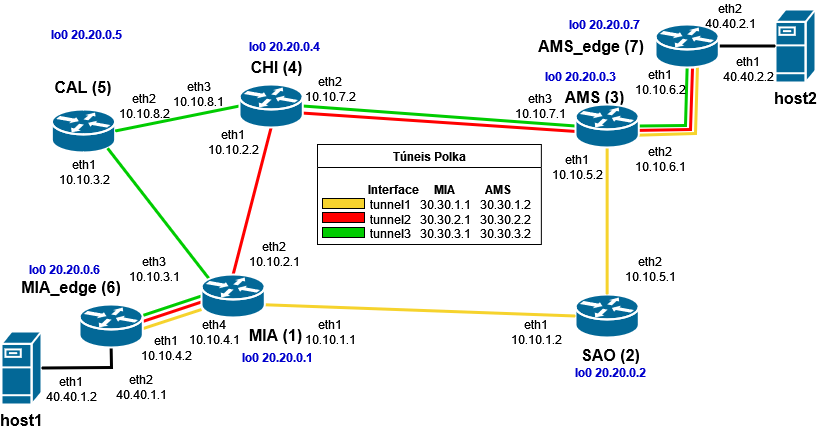 lo0 20.20.0.5
CAL (5)
eth2
10.10.8.2
eth3
10.10.8.1
eth1
10.10.3.2
lo0 20.20.0.4
CHI (4)
eth2
10.10.7.2
eth1
10.10.2.2
lo0 20.20.0.7
AMS_edge (7)
eth2
40.40.2.1
eth1
40.40.2.2
host2
eth1
10.10.6.2
lo0 20.20.0.3
AMS (3)
eth3
10.10.7.1
eth1
10.10.5.2
eth2
10.10.6.1
Túneis Polka
Interface MIA AMS
tunnel1 30.30.1.1 30.30.1.2
tunnel2 30.30.2.1 30.30.2.2
tunnel3 30.30.3.1 30.30.3.2
lo0 20.20.0.6
MIA_edge (6)
eth3
10.10.3.1
eth2
10.10.2.1
eth4
10.10.4.1
eth1
10.10.4.2
MIA (1)
lo0 20.20.0.1
eth1
10.10.1.1
eth2
10.10.5.1
eth1
10.10.1.2
SAO (2)
lo0 20.20.0.2
eth1
40.40.1.2
eth2
40.40.1.1
host1